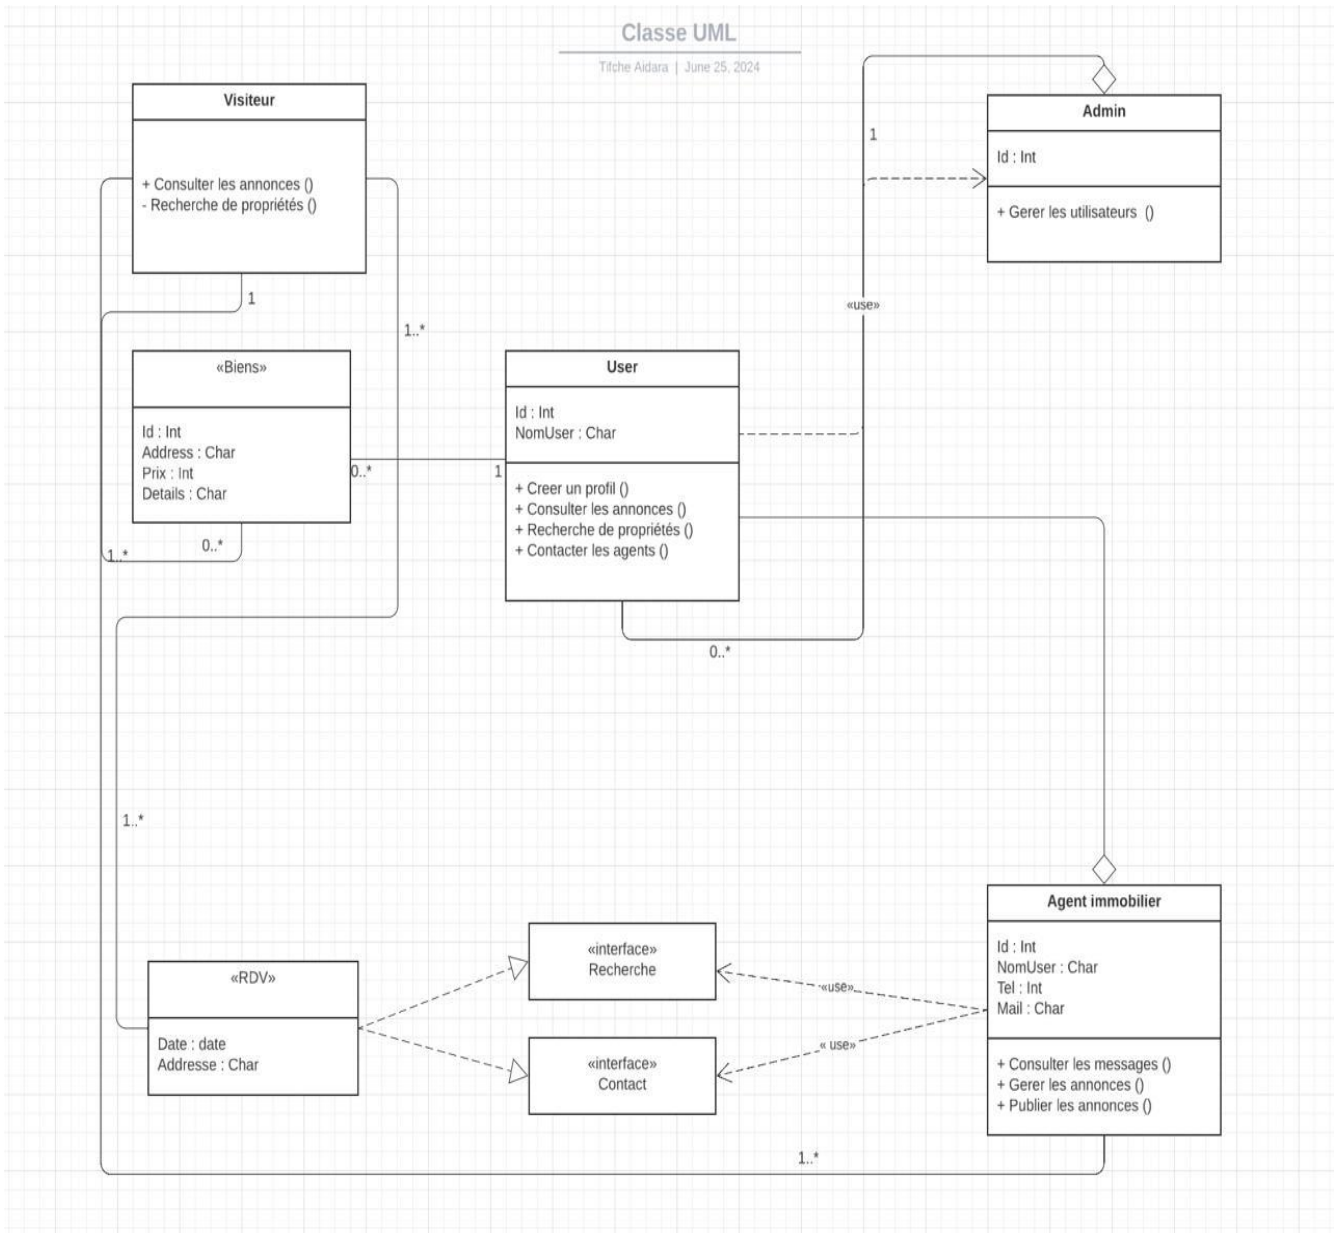 Classe UML
Tifche Aidara | June 25, 2024
Visiteur
+ Consulter les annonces ()
- Recherche de propriétés ()
1
1..*
Admin
Id : Int
+ Gerer les utilisateurs ()
1
«use»
«Biens»
Id : Int
Address : Char
Prix : Int
Details : Char
0..*
1
1..*
0..*
User
Id : Int
NomUser : Char
+ Creer un profil ()
+ Consulter les annonces ()
+ Recherche de propriétés ()
+ Contacter les agents ()
0..*
1..*
«RDV»
Date : date
Addresse : Char
«interface»
Recherche
«interface»
Contact
«use»
« use»
Agent immobilier
Id : Int
NomUser : Char
Tel : Int
Mail : Char
+ Consulter les messages ()
+ Gerer les annonces ()
+ Publier les annonces ()
1..*